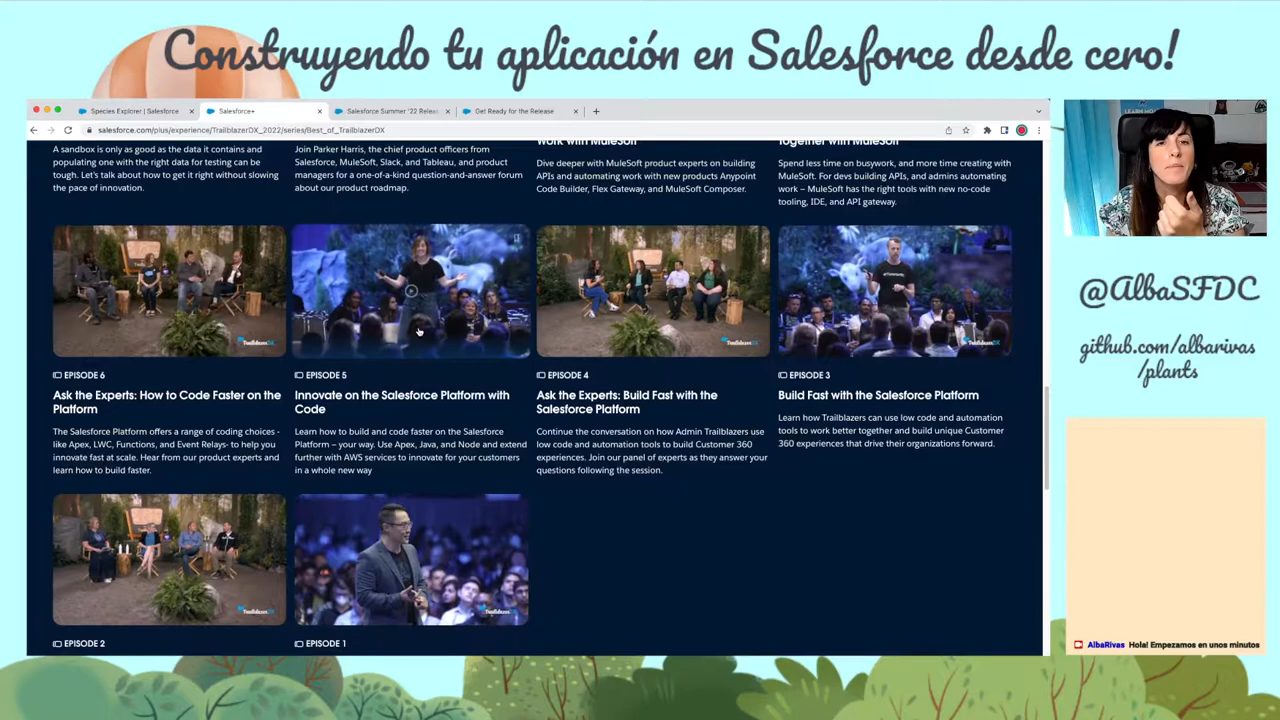 Construyendo tu aplicación en Salesforce desde cero!
Species Explorer | Salesforce
Salesforce+
Salesforce Summer '22 Relea
Get Ready for the Release
salesforce.com/plus/experience/TrailblazerDX_2022/series/Best_of_TrailblazerDX
A sandbox is only as good as the data it contains and
populating one with the right data for testing can be
tough. Let's talk about how to get it right without slowing
the pace of innovation.
Join Parker Harris, the chief product officers from
Salesforce, MuleSoft, Slack, and Tableau, and product
managers for a one-of-a-kind question-and-answer forum
about our product roadmap.
Work with MuleSoft
Dive deeper with MuleSoft product experts on building
APIs and automating work with new products Anypoint
Code Builder, Flex Gateway, and MuleSoft Composer.
Together with MuleSoft
Spend less time on busywork, and more time creating with
MuleSoft. For devs building APIs, and admins automating
work – MuleSoft has the right tools with new no-code
tooling, IDE, and API gateway.
TrailblazerDX
TrailblazerDX
TrailblazerDX
EPISODE 6
Ask the Experts: How to Code Faster on the
Platform
The Salesforce Platform offers a range of coding choices -
like Apex, LWC, Functions, and Event Relays- to help you
innovate fast at scale. Hear from our product experts and
learn how to build faster.
EPISODE 5
Innovate on the Salesforce Platform with
Code
Learn how to build and code faster on the Salesforce
Platform – your way. Use Apex, Java, and Node and extend
further with AWS services to innovate for your customers
in a whole new way
EPISODE 4
Ask the Experts: Build Fast with the
Salesforce Platform
Continue the conversation on how Admin Trailblazers use
low code and automation tools to build Customer 360
experiences. Join our panel of experts as they answer your
questions following the session.
EPISODE 3
Build Fast with the Salesforce Platform
Learn how Trailblazers can use low code and automation
tools to work better together and build unique Customer
360 experiences that drive their organizations forward.
TrailblazerDX
TrailblazerDX
EPISODE 2
EPISODE 1
@AlbaSFDC
github.com/albarivas
/plants
AlbaRivas Hola! Empezamos en unos minutos